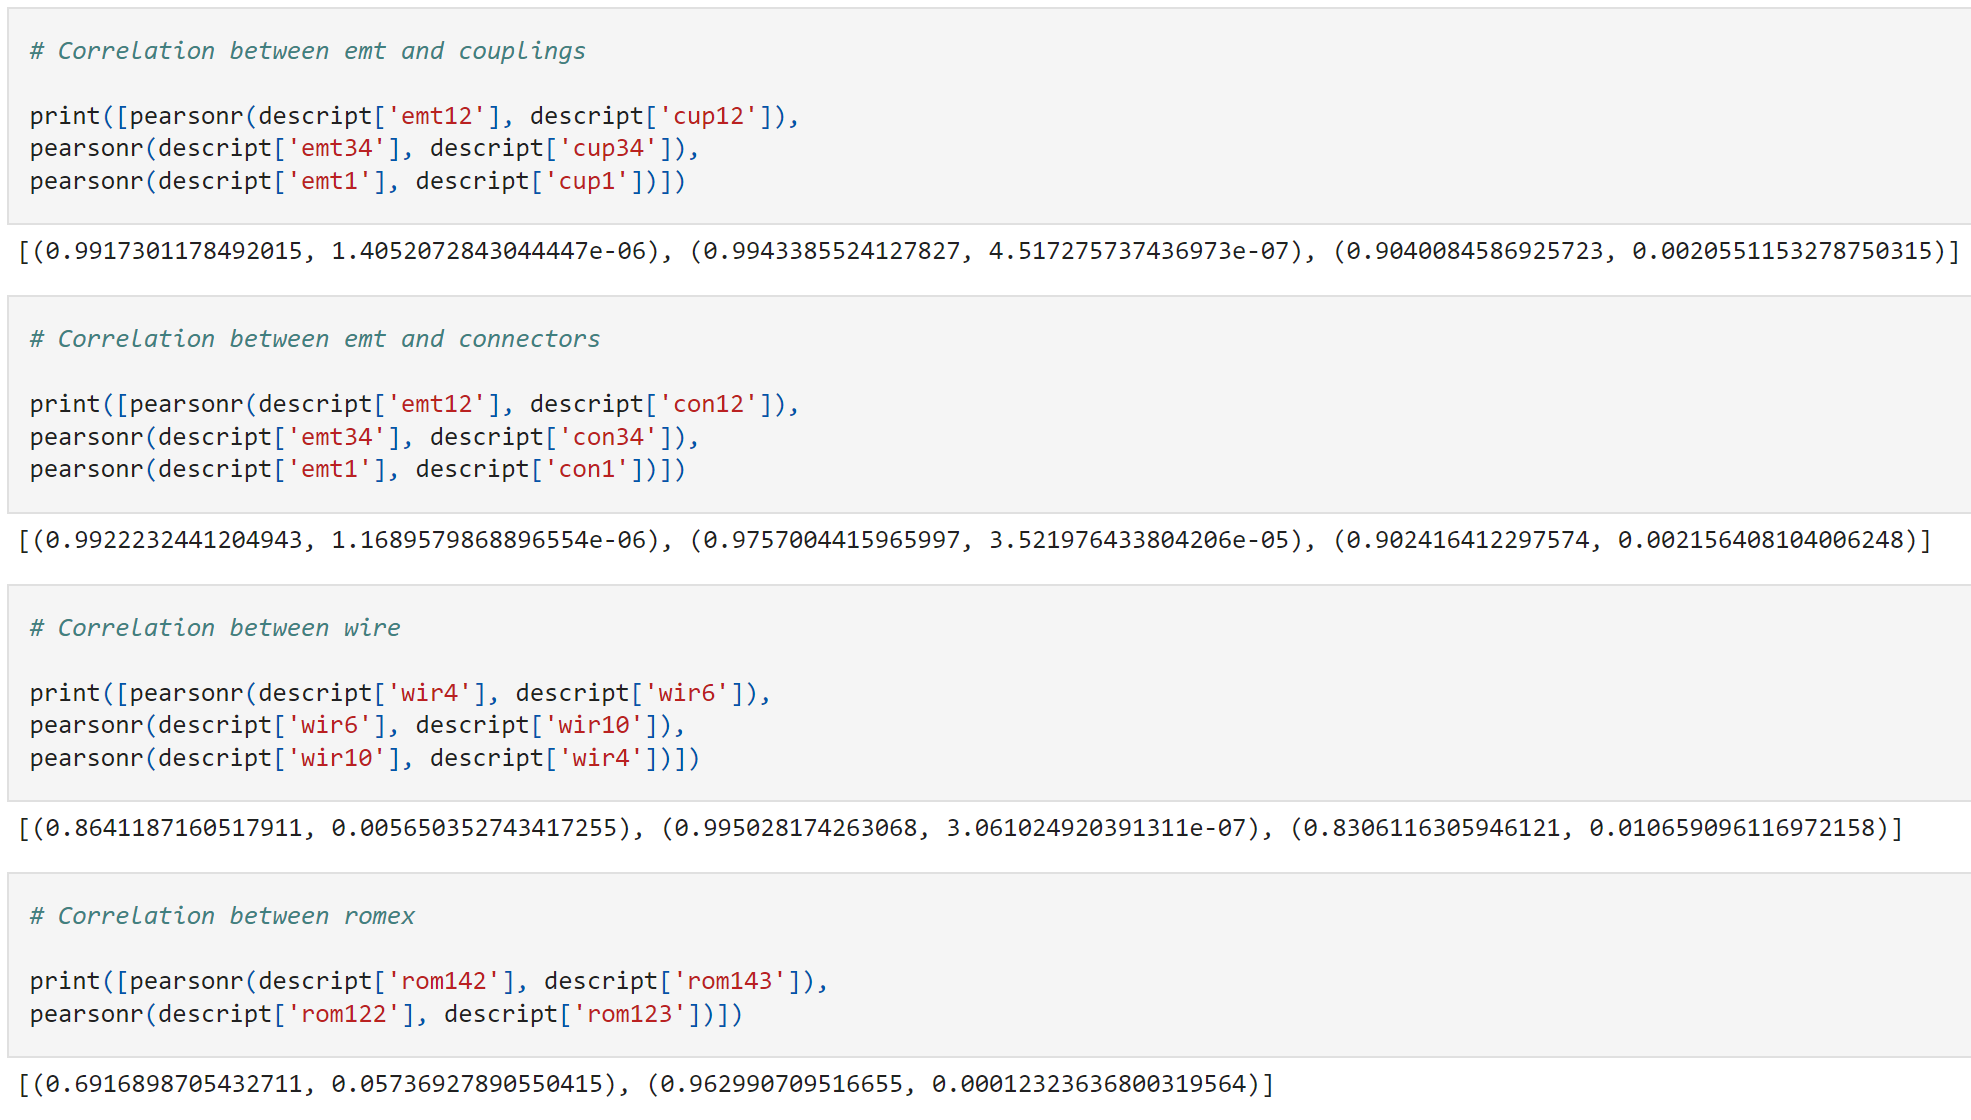 # Correlation between emt and couplings
print([pearsonr(descript['emt12'], descript['cup12']),
pearsonr(descript['emt34'], descript['cup34']),
pearsonr(descript['emt1'], descript['cup1'])])
[(0.9917301178492015, 1.4052072843044447e-06), (0.9943385524127827, 4.517275737436973e-07), (0.9040084586925723, 0.0020551153278750315)]
# Correlation between emt and connectors
print([pearsonr(descript['emt12'], descript['con12']),
pearsonr(descript['emt34'], descript['con34']),
pearsonr(descript['emt1'], descript['con1'])])
[(0.9922232441204943, 1.1689579868896554e-06), (0.9757004415965997, 3.521976433804206e-05), (0.902416412297574, 0.002156408104006248)]
# Correlation between wire
print([pearsonr(descript['wir4'], descript['wir6']),
pearsonr(descript['wir6'], descript['wir10']),
pearsonr(descript['wir10'], descript['wir4'])])
[(0.8641187160517911, 0.005650352743417255), (0.995028174263068, 3.061024920391311e-07), (0.8306116305946121, 0.010659096116972158)]
# Correlation between romex
print([pearsonr(descript['rom142'], descript['rom143']),
pearsonr(descript['rom122'], descript['rom123'])])
[(0.6916898705432711, 0.05736927890550415), (0.962990709516655, 0.00012323636800319564)]